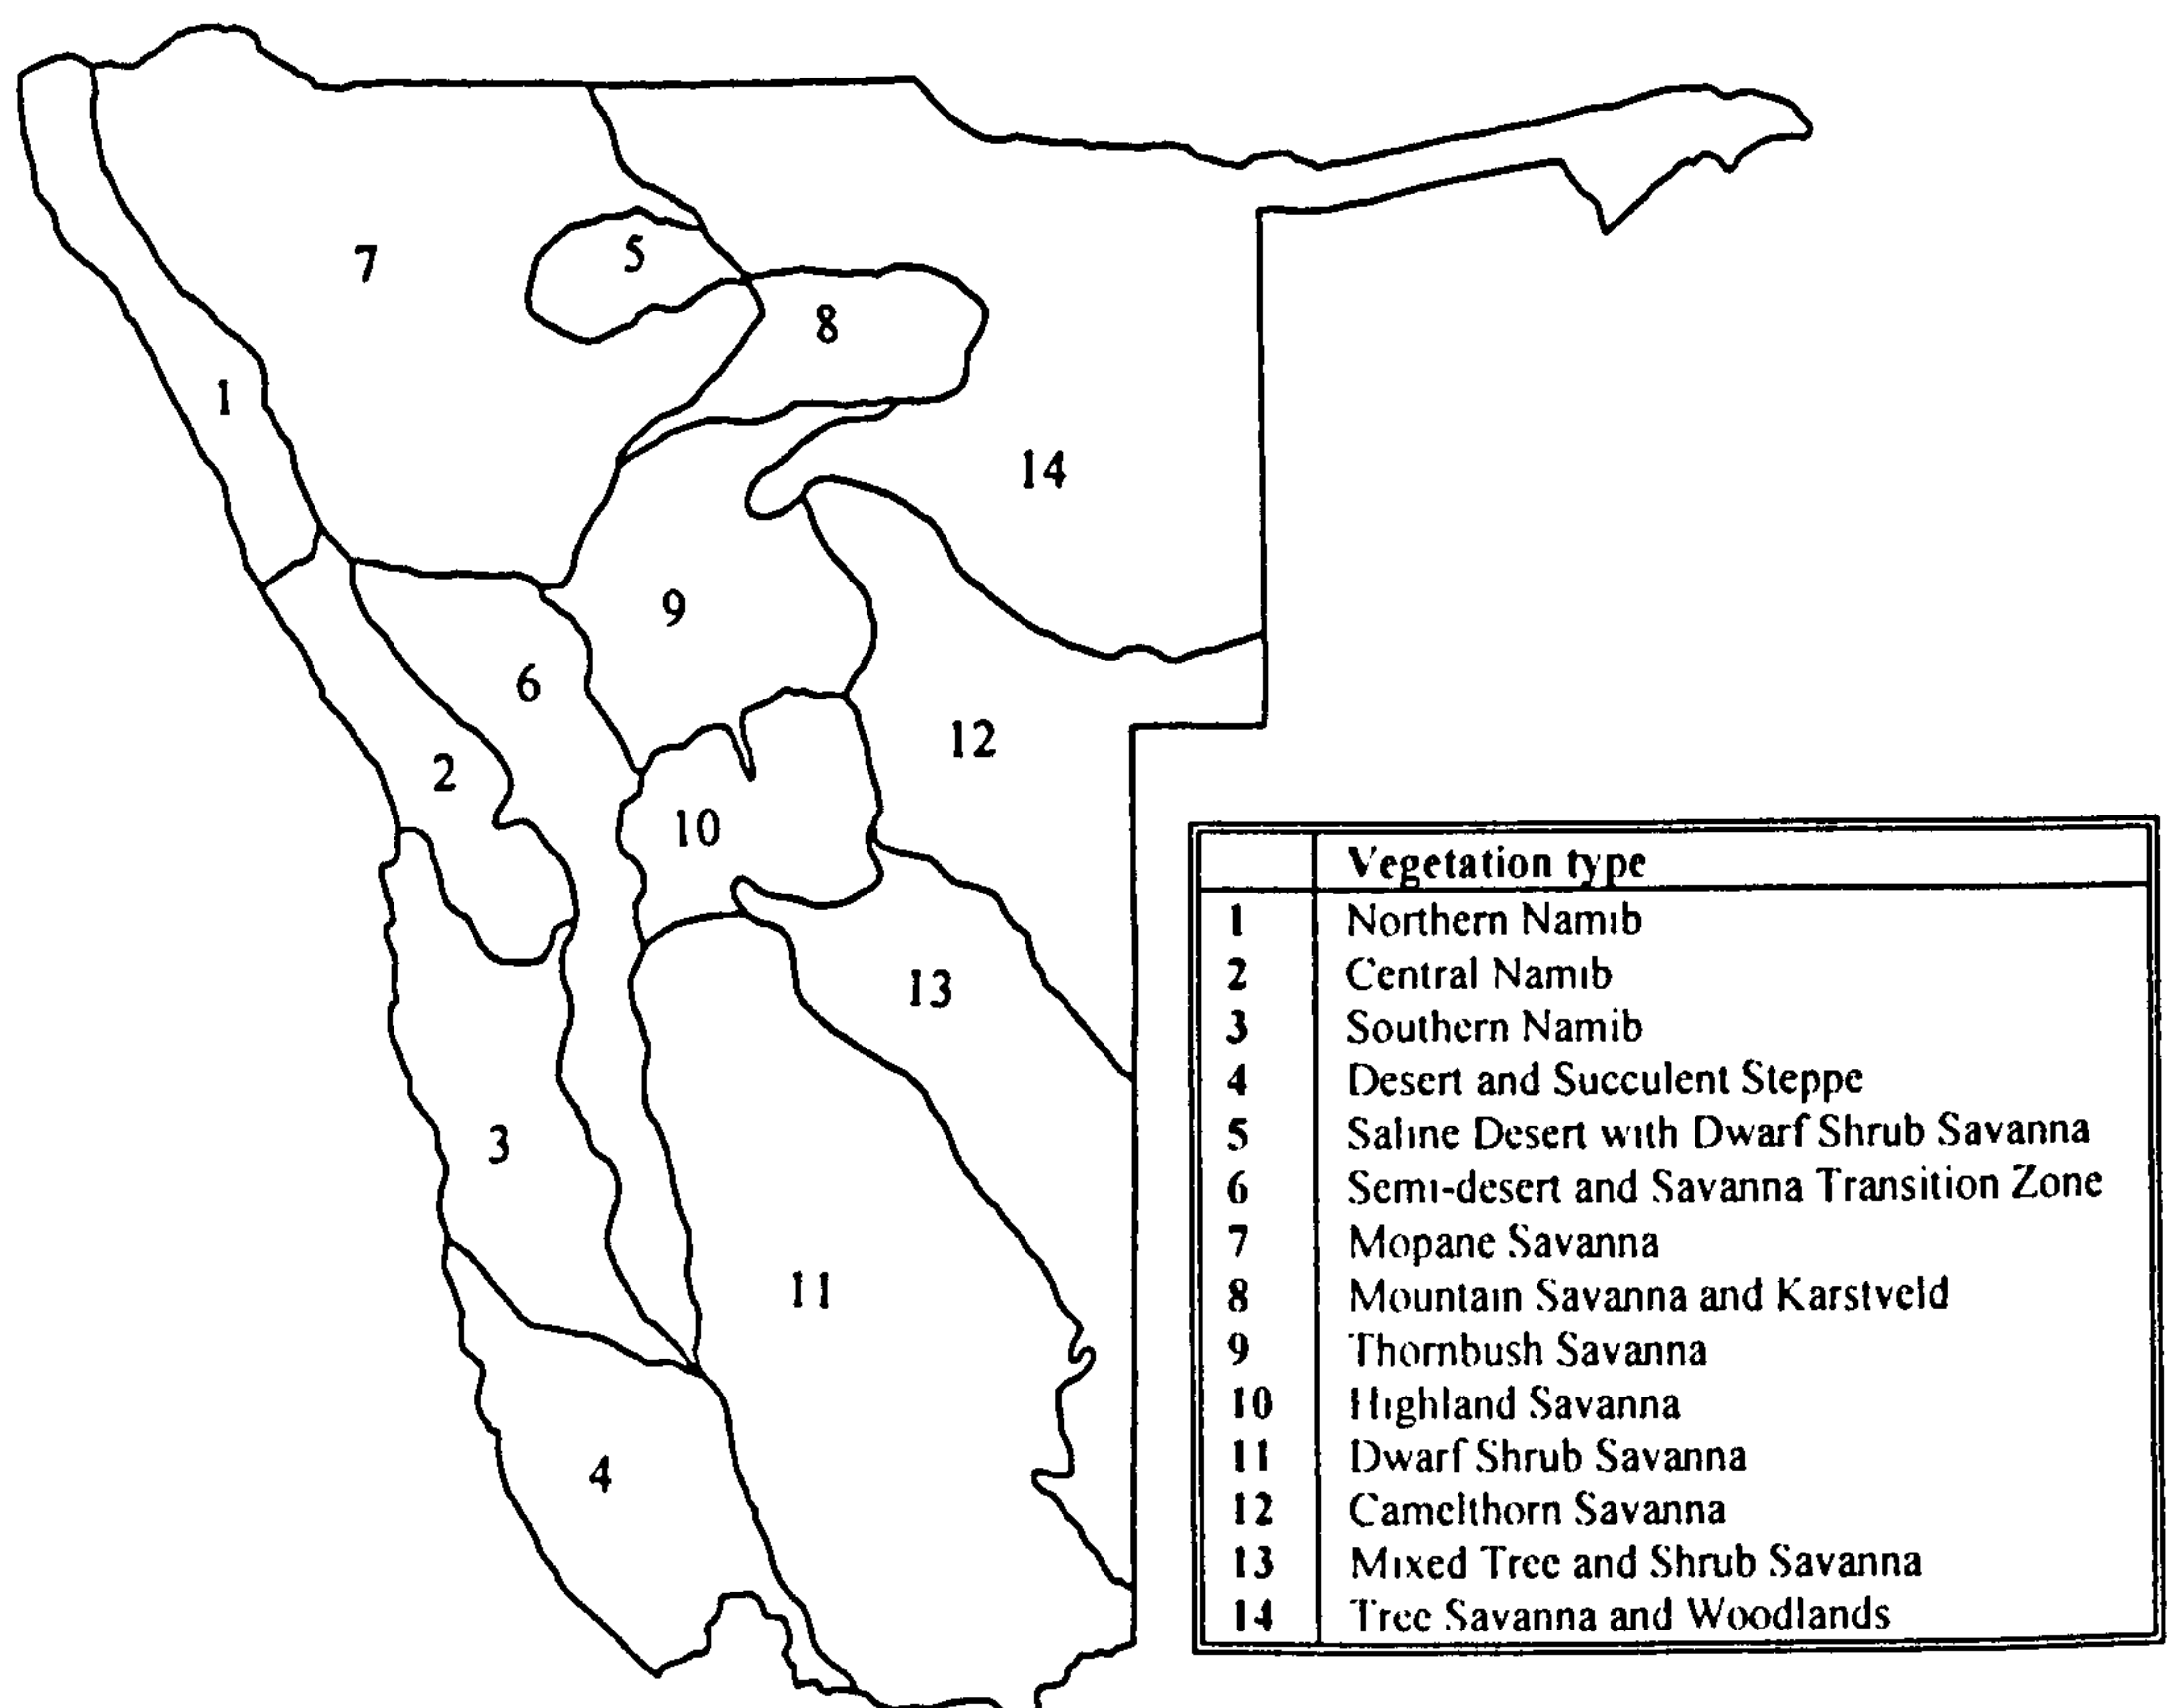 7
5
8
1
14
9
6
12
2
10
13
3
11
4
Vegetation type
1 Northern Namib
2 Central Namib
3 Southern Namib
4 Desert and Succulent Steppe
5 Saline Desert with Dwarf Shrub Savanna
6 Semi-desert and Savanna Transition Zone
7 Mopane Savanna
8 Mountain Savanna and Karstveld
9 Thornbush Savanna
10 Highland Savanna
11 Dwarf Shrub Savanna
12 Camelthorn Savanna
13 Mixed Tree and Shrub Savanna
14 Tree Savanna and Woodlands